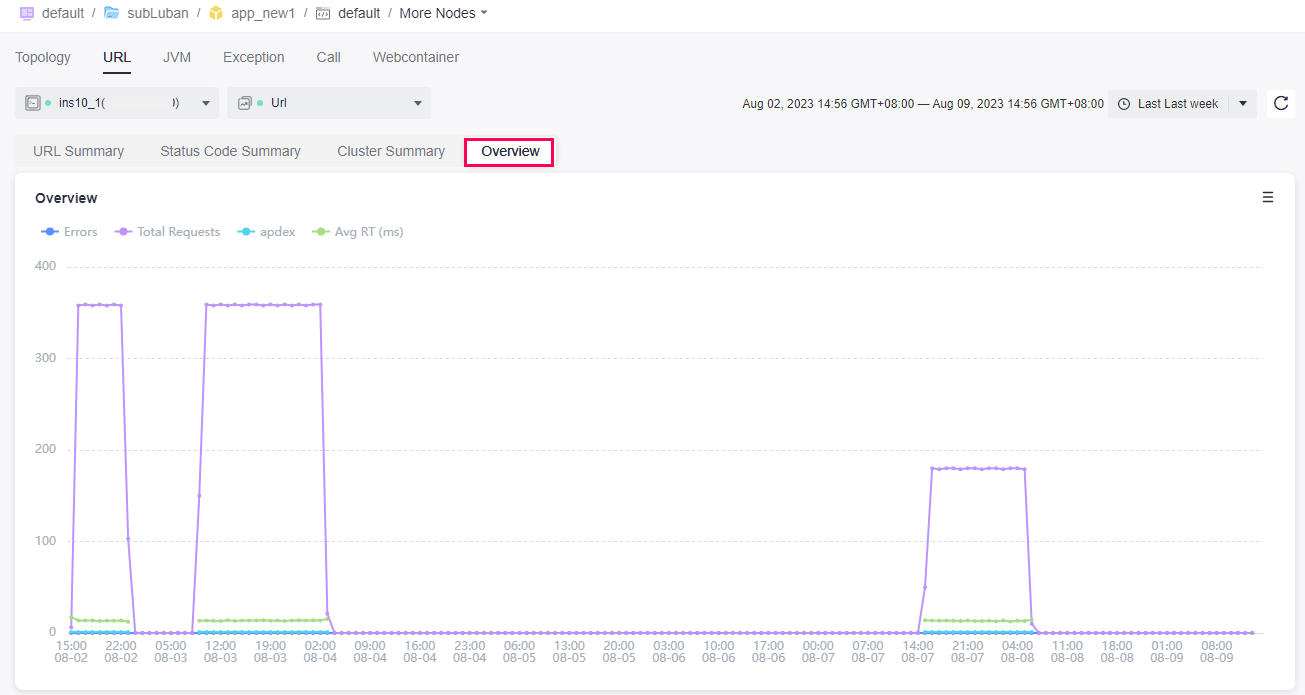 default / subLuban / app_new1 / default / More Nodes
Topology URL JVM Exception Call Webcontainer
ins10_1( )) Url Aug 02, 2023 14:56 GMT+08:00 — Aug 09, 2023 14:56 GMT+08:00 Last Last week
URL Summary Status Code Summary Cluster Summary Overview
Overview
Errors Total Requests apdex Avg RT (ms)
400
300
200
100
0
15:00 22:00 05:00 12:00 19:00 02:00 09:00 16:00 23:00 06:00 13:00 20:00 03:00 10:00 17:00 00:00 07:00 14:00 21:00 04:00 11:00 18:00 01:00 08:00
08-02 08-02 08-03 08-03 08-03 08-04 08-04 08-04 08-04 08-05 08-05 08-05 08-06 08-06 08-06 08-07 08-07 08-07 08-07 08-08 08-08 08-08 08-09 08-09